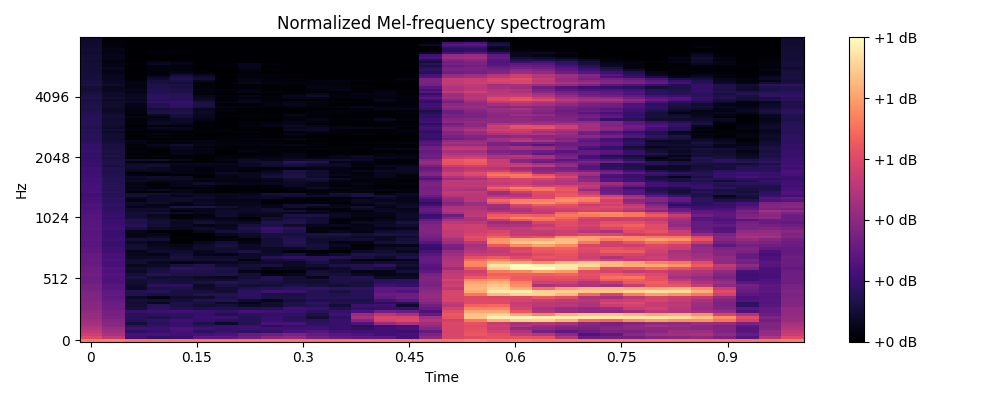 Normalized Mel-frequency spectrogram
Hz
4096
2048
1024
512
0
0 0.15 0.3 0.45 0.6 0.75 0.9
Time
+1 dB
+1 dB
+1 dB
+0 dB
+0 dB
+0 dB